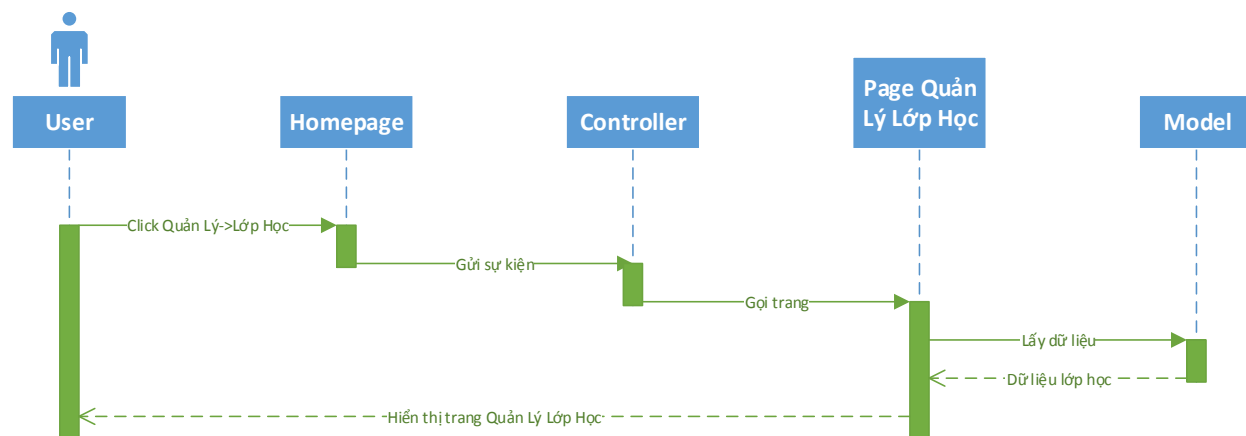 User
Homepage
Controller
Page Quản
Lý Lớp Học
Model
Click Quản Lý->Lớp Học
Gửi sự kiện
Gọi trang
Lấy dữ liệu
Dữ liệu lớp học
Hiển thị trang Quản Lý Lớp Học